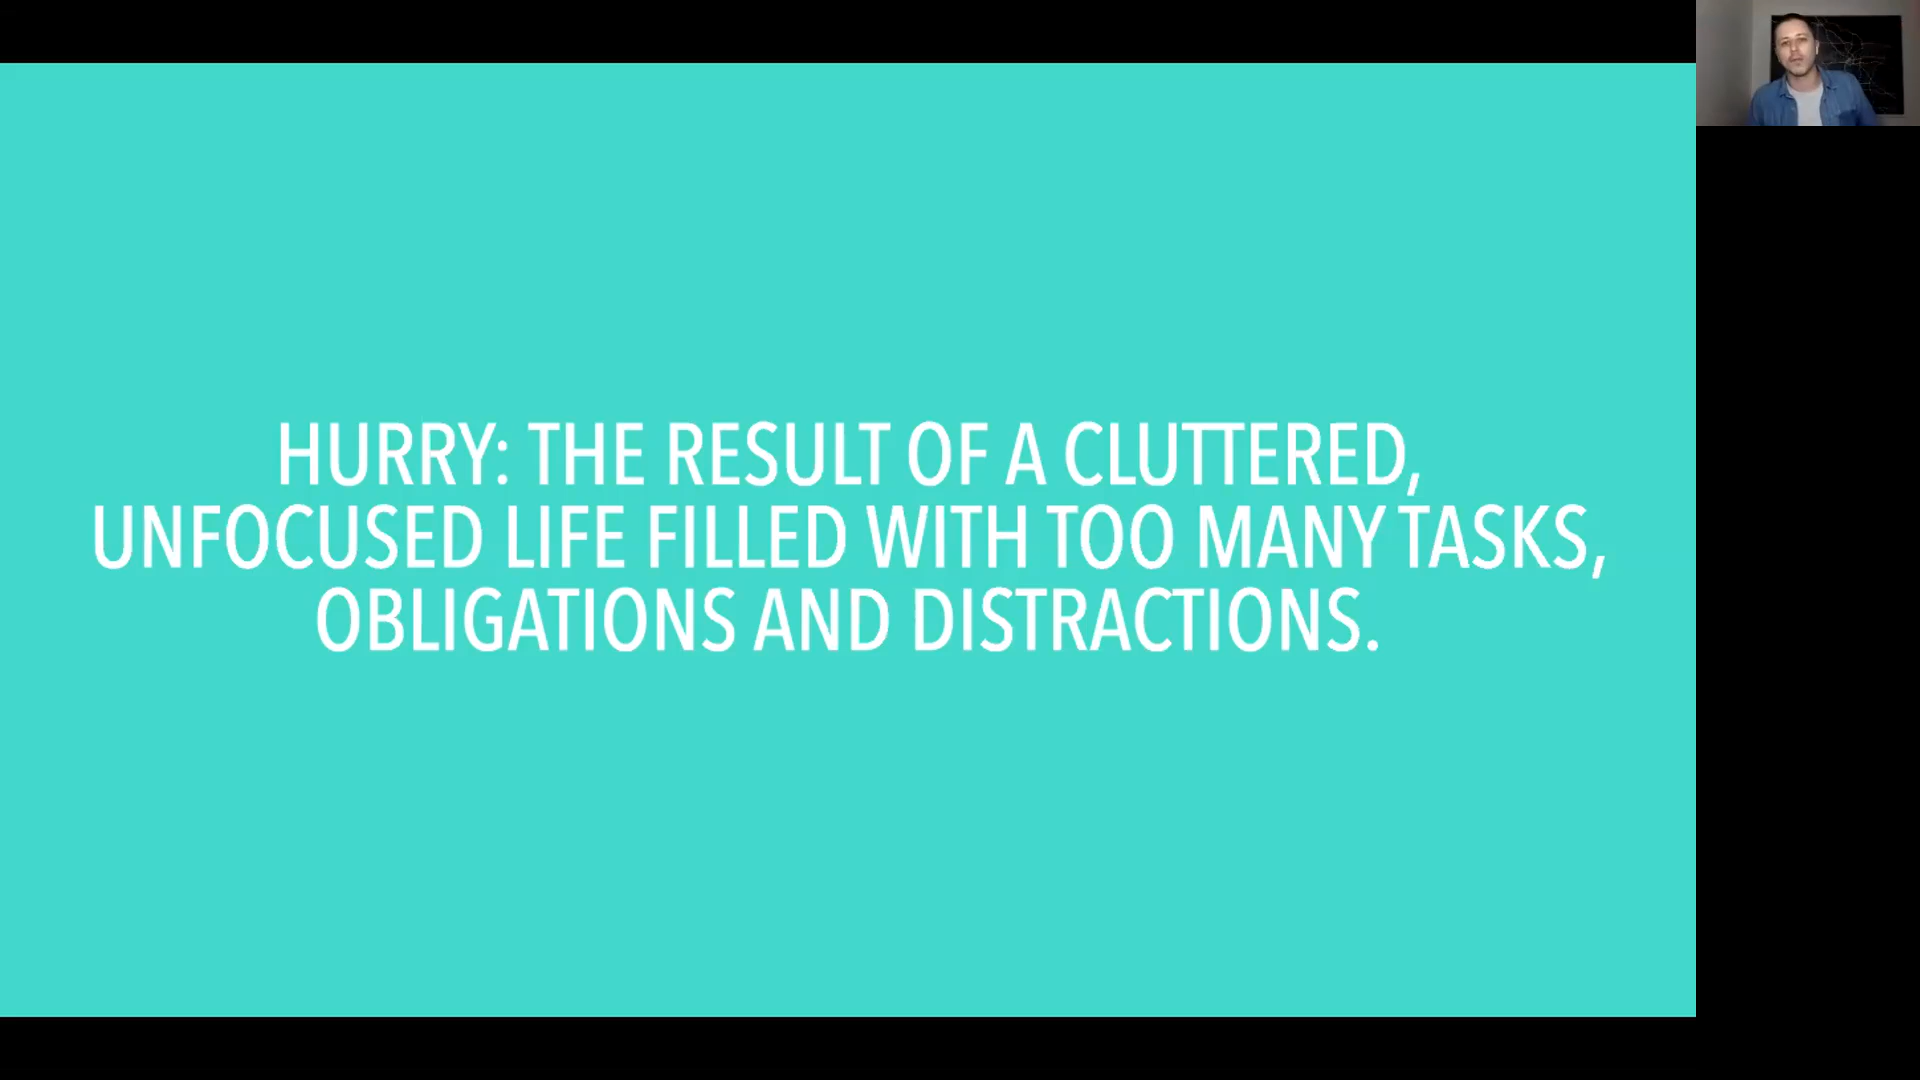 HURRY: THE RESULT OF A CLUTTERED,
UNFOCUSED LIFE FILLED WITH TOO MANY TASKS,
OBLIGATIONS AND DISTRACTIONS.